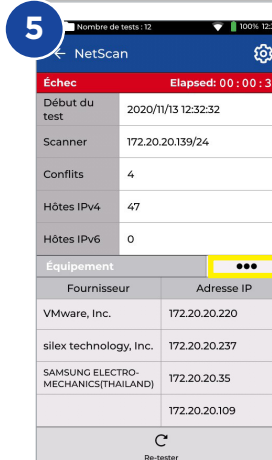 5
Nombre de tests : 12
100% 12:
← NetScan
Échec
Elapsed: 00 : 00 : 3
Début du test
2020/11/13 12:32:32
Scanner
172.20.20.139/24
Conflits
4
Hôtes IPv4
47
Hôtes IPv6
0
Équipement
•••
Fournisseur
Adresse IP
VMware, Inc.
172.20.20.220
silex technology, Inc.
172.20.20.237
SAMSUNG ELECTRO-
MECHANICS(THAILAND)
172.20.20.35
172.20.20.109
Re-tester